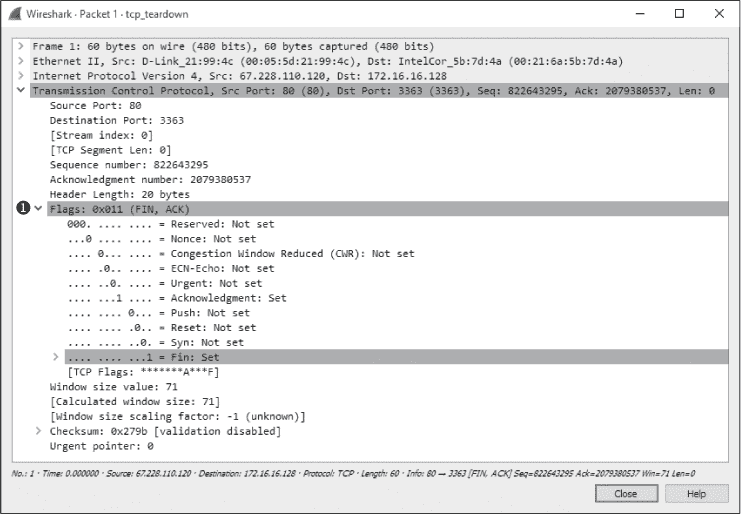 Wireshark · Packet 1 · tcp_teardown
Frame 1: 60 bytes on wire (480 bits), 60 bytes captured (480 bits)
Ethernet II, Src: D-Link_21:99:4c (00:05:5d:21:99:4c), Dst: IntelCor_5b:7d:4a (00:21:6a:5b:7d:4a)
Internet Protocol Version 4, Src: 67.228.110.120, Dst: 172.16.16.128
Transmission Control Protocol, Src Port: 80 (80), Dst Port: 3363 (3363), Seq: 822643295, Ack: 2079380537, Len: 0
Source Port: 80
Destination Port: 3363
[Stream index: 0]
[TCP Segment Len: 0]
Sequence number: 822643295
Acknowledgment number: 2079380537
Header Length: 20 bytes
❶ Flags: 0x011 (FIN, ACK)
000. .... .... = Reserved: Not set
...0 .... .... = Nonce: Not set
.... 0... .... = Congestion Window Reduced (CWR): Not set
.... .0.. .... = ECN-Echo: Not set
.... ..0. .... = Urgent: Not set
.... ...1 .... = Acknowledgment: Set
.... .... 0... = Push: Not set
.... .... .0.. = Reset: Not set
.... .... ..0. = Syn: Not set
.... .... ...1 = Fin: Set
[TCP Flags: *******A***F]
Window size value: 71
[Calculated window size: 71]
[Window size scaling factor: -1 (unknown)]
Checksum: 0x279b [validation disabled]
Urgent pointer: 0
No.: 1 · Time: 0.000000 · Source: 67.228.110.120 · Destination: 172.16.16.128 · Protocol: TCP · Length: 60 · Info: 80 → 3363 [FIN, ACK] Seq=822643295 Ack=2079380537 Win=71 Len=0
Close Help